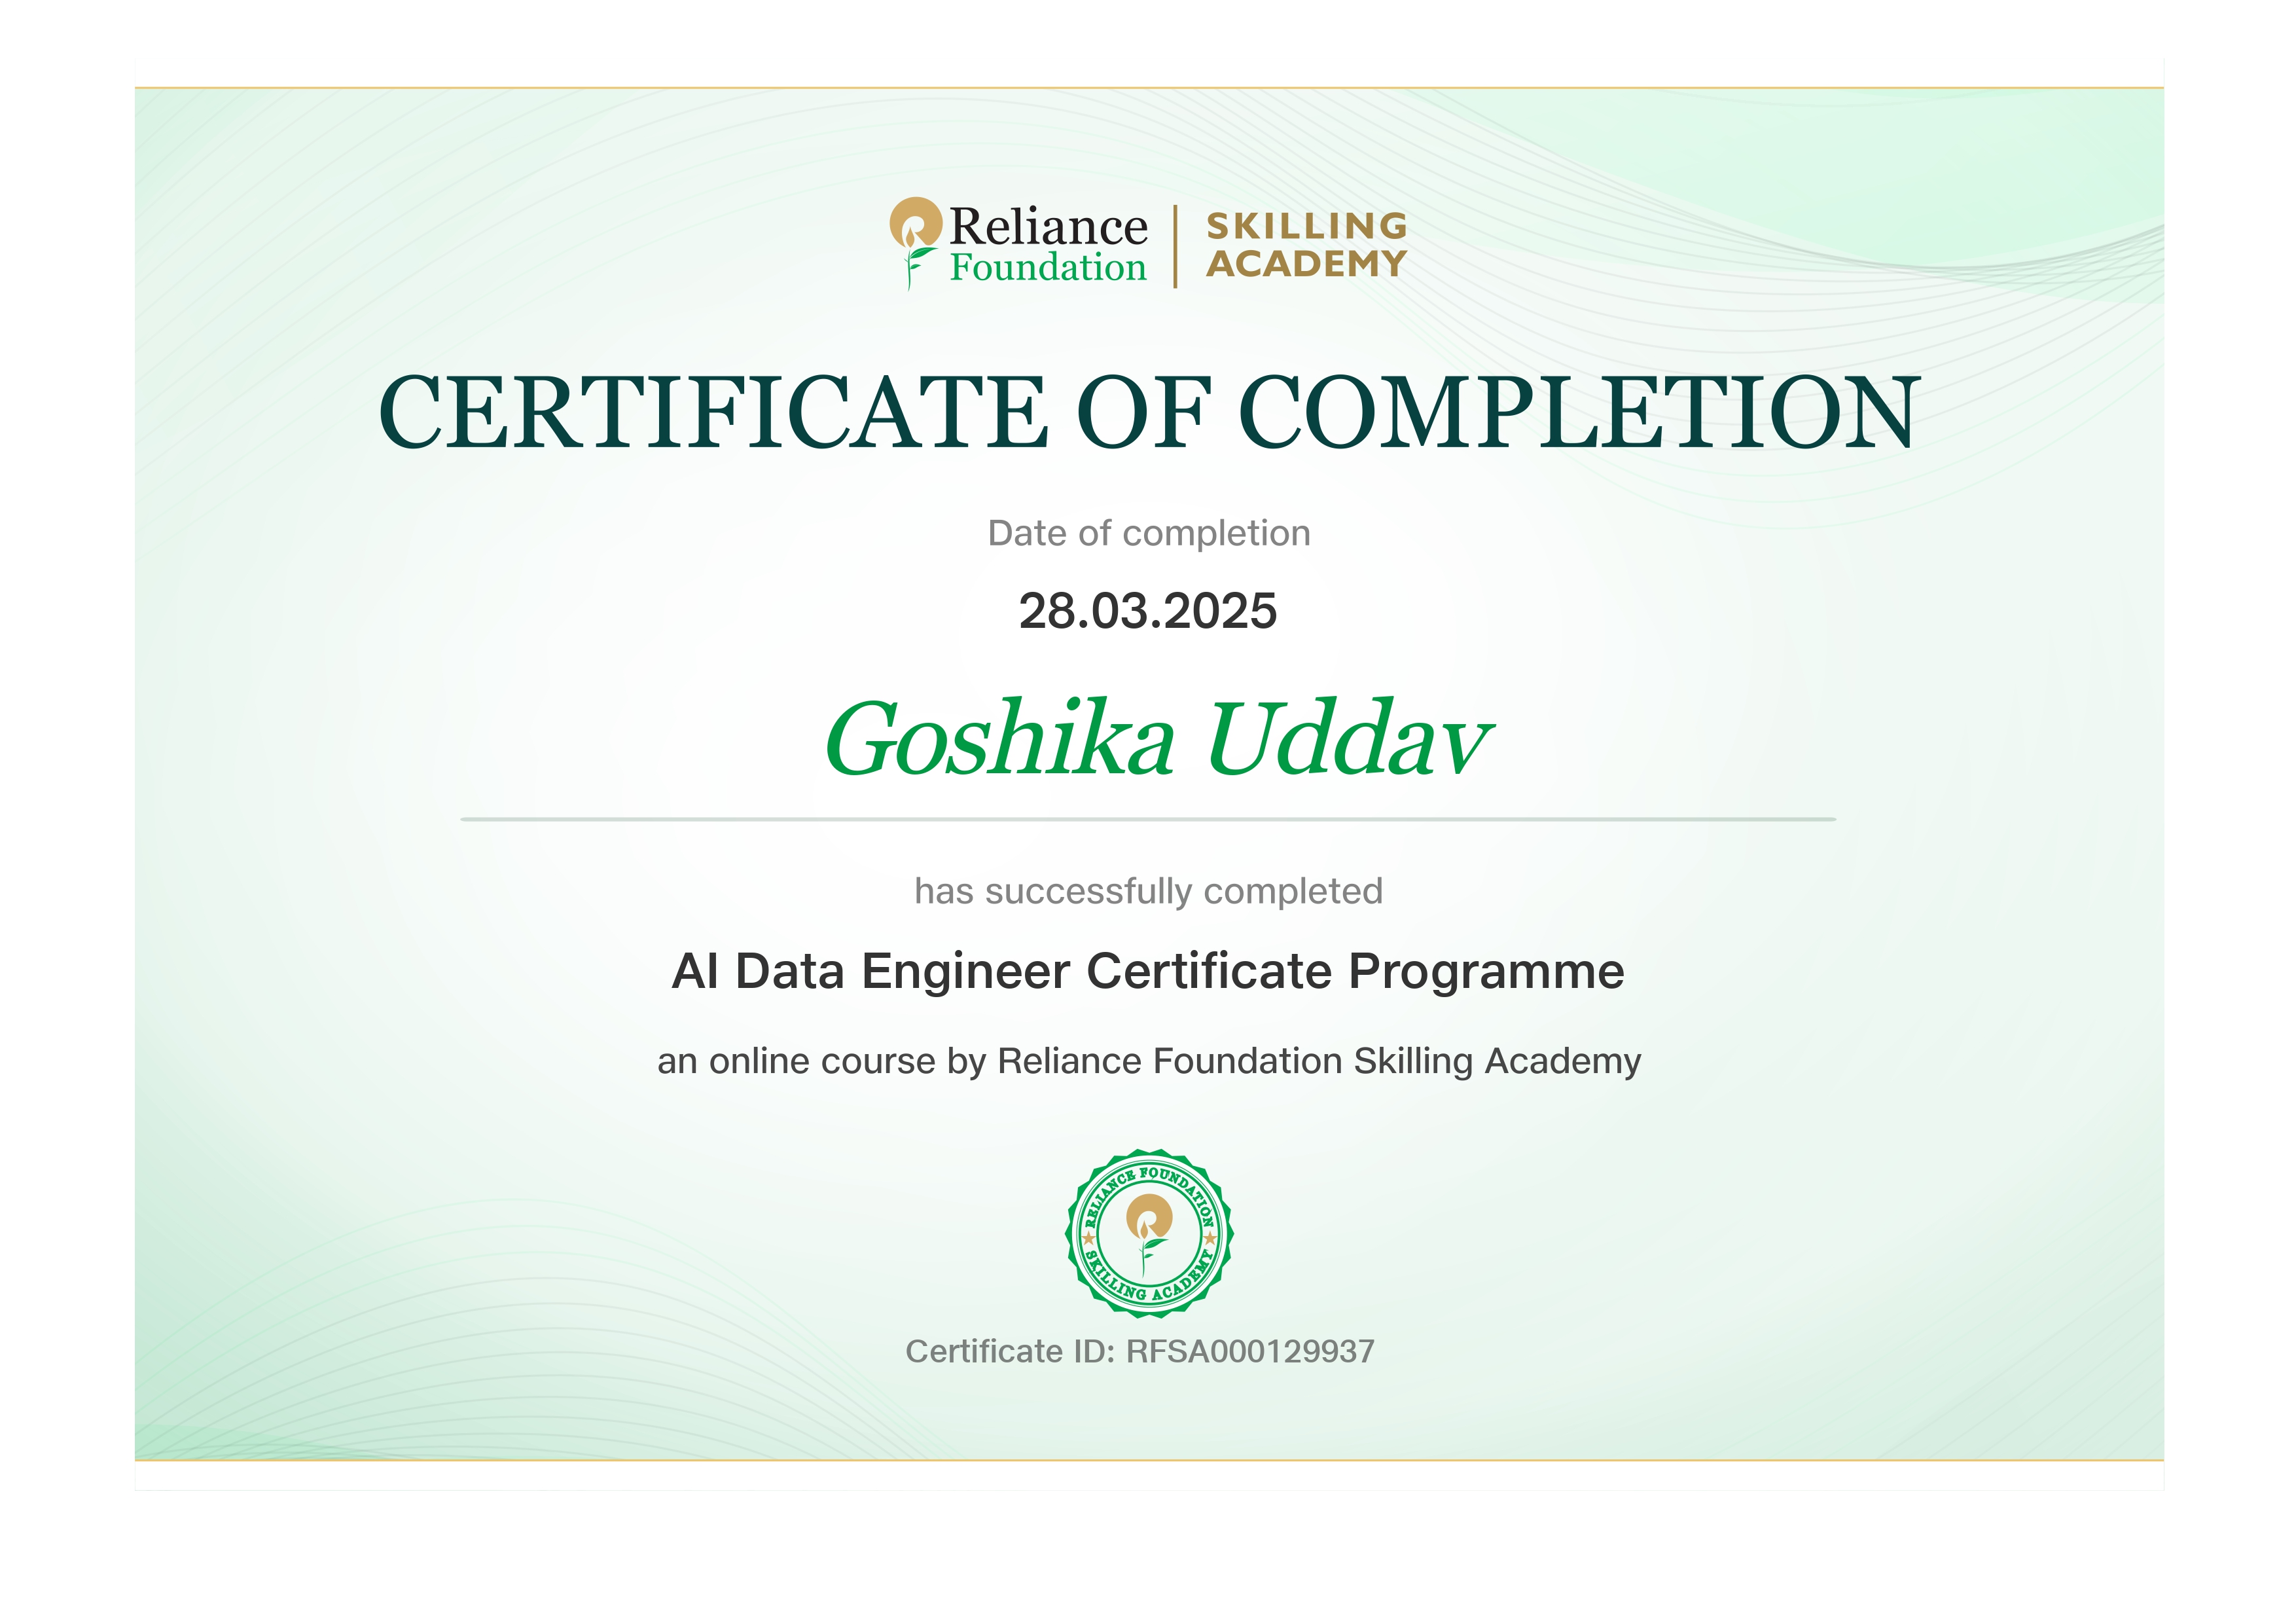 Reliance
Foundation
SKILLING
ACADEMY
CERTIFICATE OF COMPLETION
Date of completion
28.03.2025
Goshika Uddav
has successfully completed
AI Data Engineer Certificate Programme
an online course by Reliance Foundation Skilling Academy
RELIANCE FOUNDATION
SKILLING ACADEMY
Certificate ID: RFSA000129937